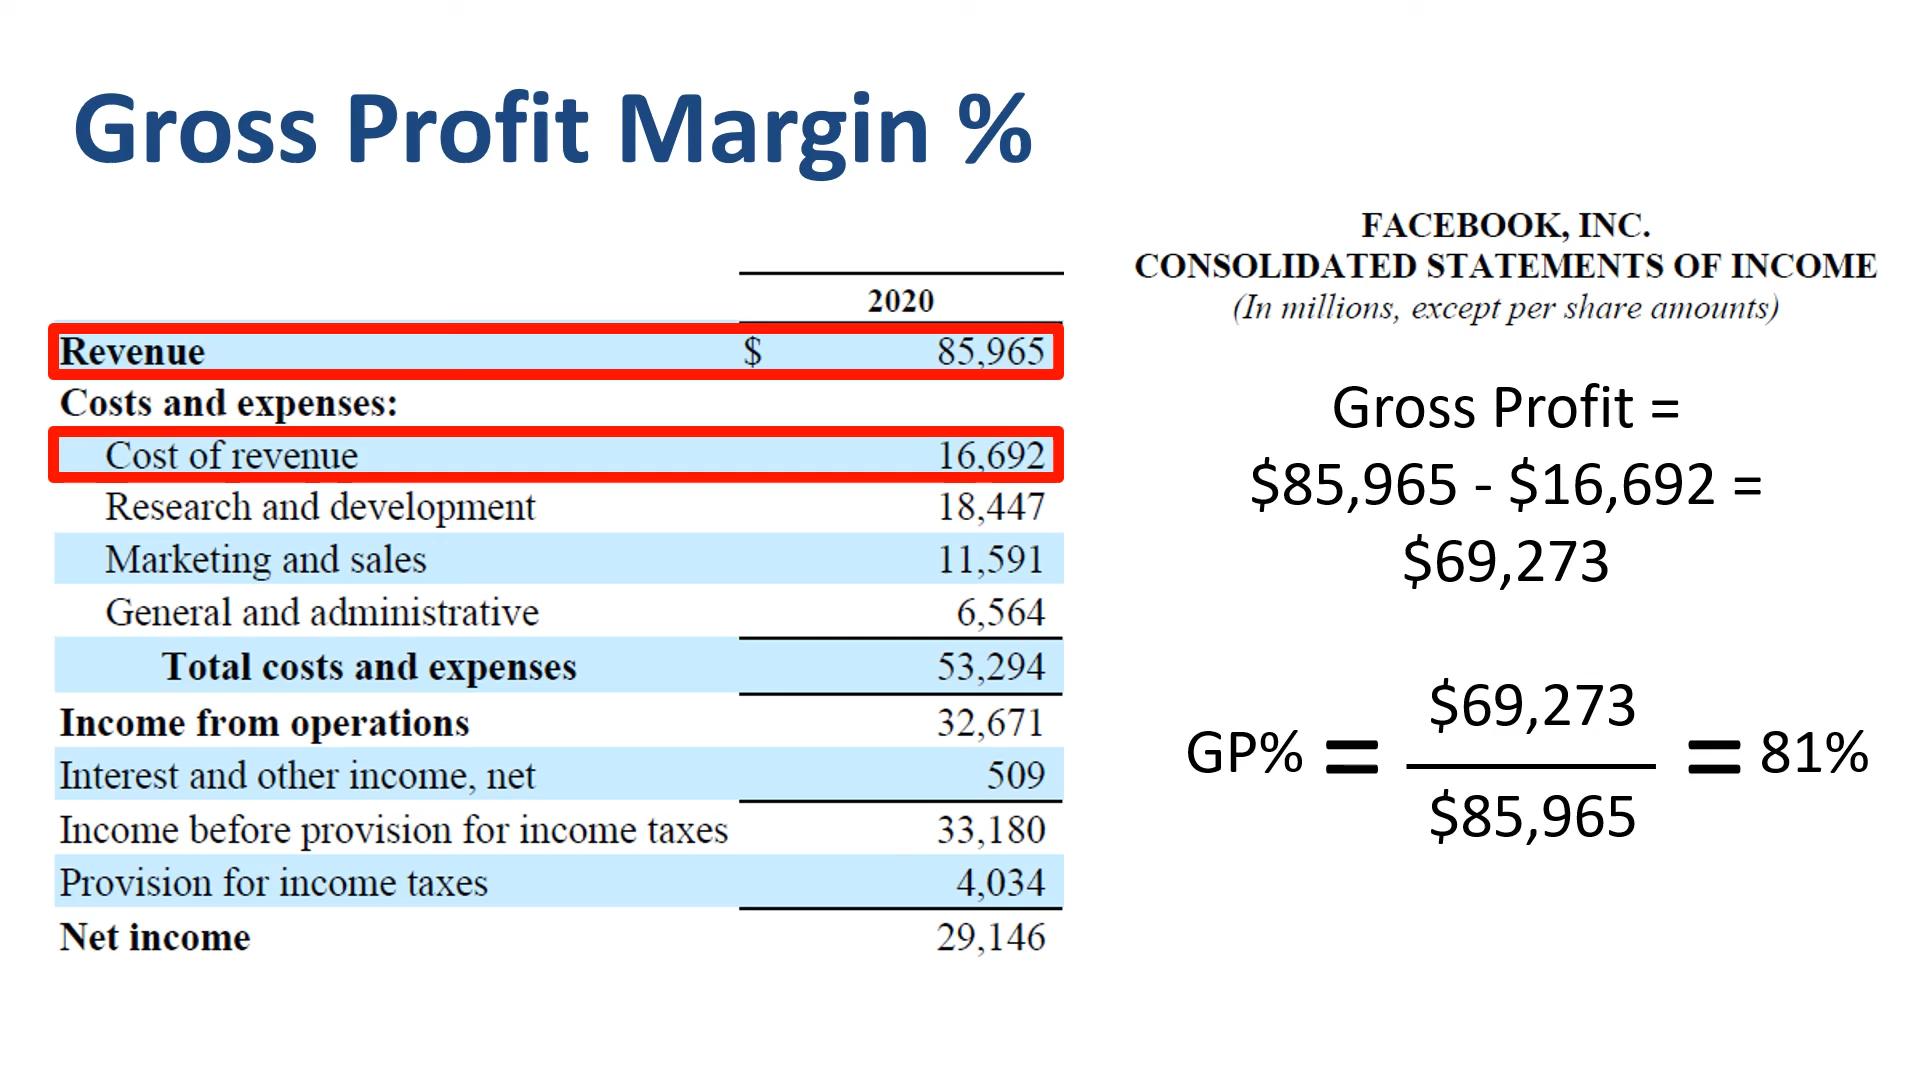 Gross Profit Margin %
2020
Revenue $ 85,965
Costs and expenses:
Cost of revenue 16,692
Research and development 18,447
Marketing and sales 11,591
General and administrative 6,564
Total costs and expenses 53,294
Income from operations 32,671
Interest and other income, net 509
Income before provision for income taxes 33,180
Provision for income taxes 4,034
Net income 29,146
FACEBOOK, INC.
CONSOLIDATED STATEMENTS OF INCOME
(In millions, except per share amounts)
Gross Profit =
$85,965 - $16,692 =
$69,273
$69,273
GP% = = 81%
$85,965